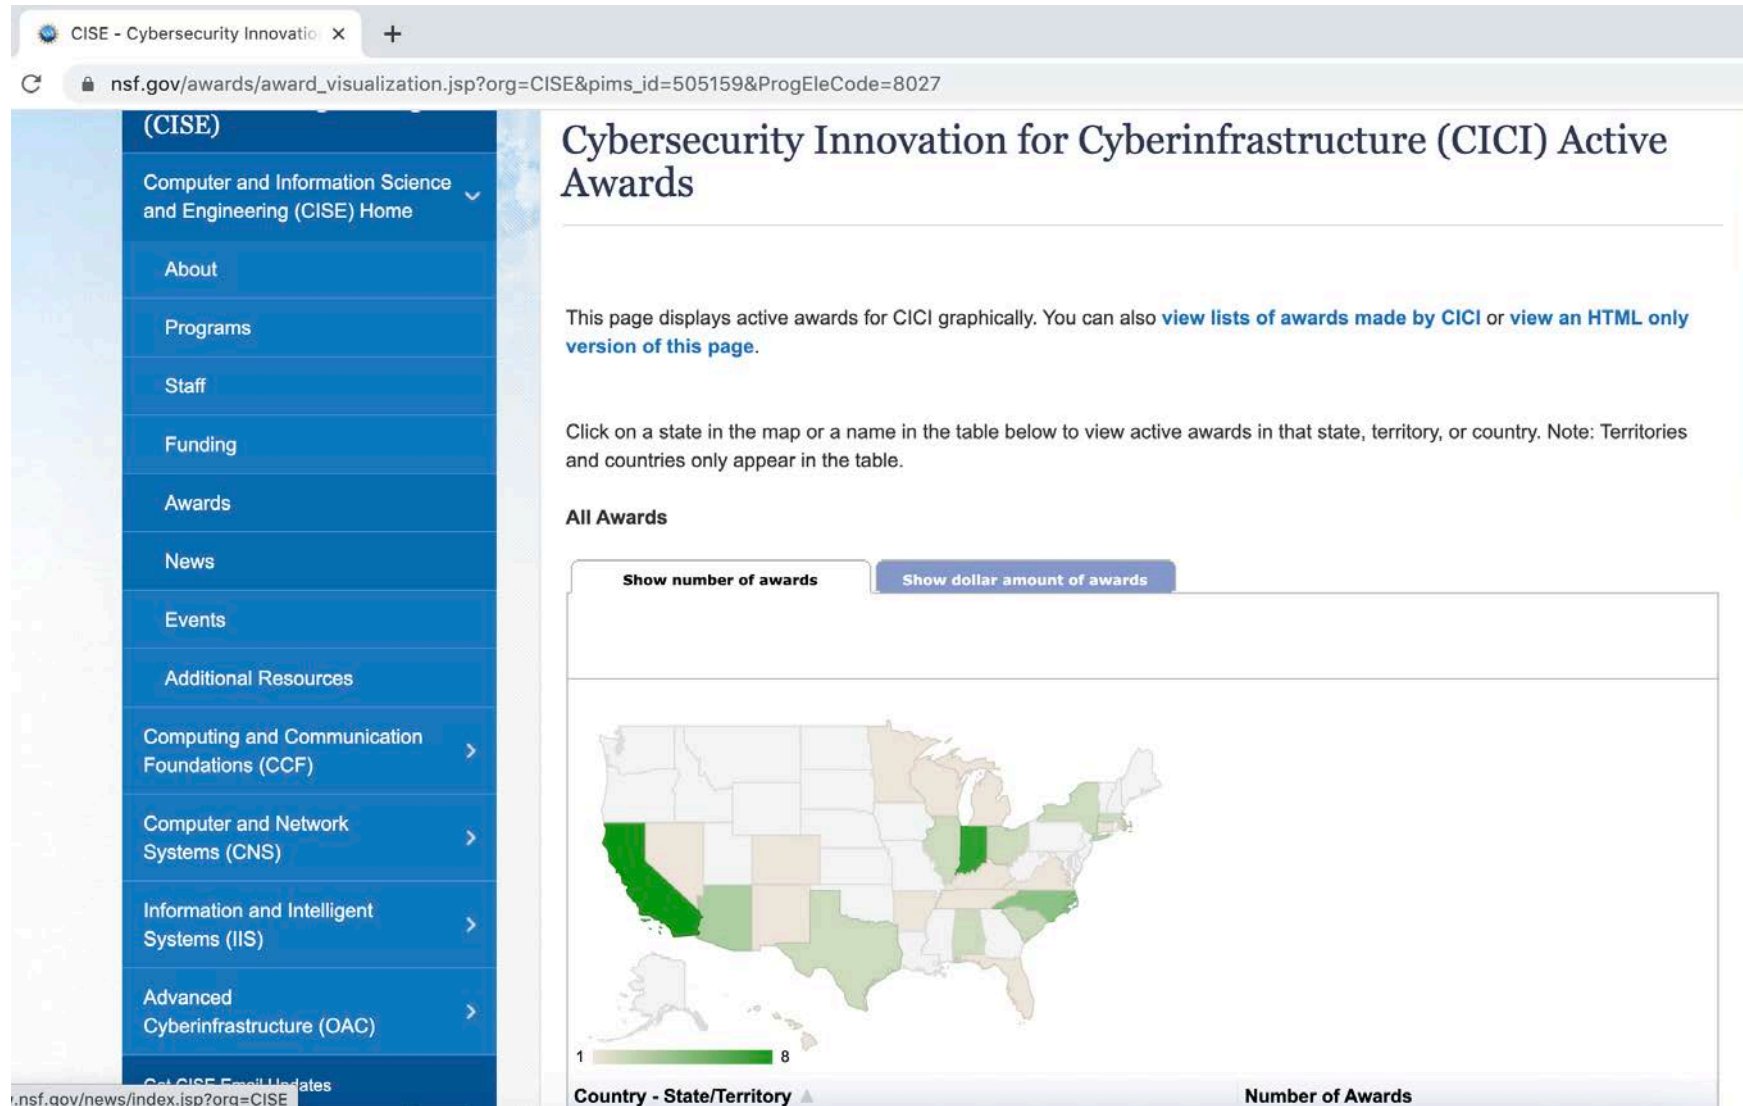 CISE - Cybersecurity Innovatio
nsf.gov/awards/award_visualization.jsp?org=CISE&pims_id=505159&ProgEleCode=8027
(CISE)
Computer and Information Science
and Engineering (CISE) Home
About
Programs
Staff
Funding
Awards
News
Events
Additional Resources
Computing and Communication
Foundations (CCF)
Computer and Network
Systems (CNS)
Information and Intelligent
Systems (IIS)
Advanced
Cyberinfrastructure (OAC)
Get CISE Email Updates
.nsf.gov/news/index.jsp?org=CISE
Cybersecurity Innovation for Cyberinfrastructure (CICI) Active
Awards
This page displays active awards for CICI graphically. You can also view lists of awards made by CICI or view an HTML only
version of this page.
Click on a state in the map or a name in the table below to view active awards in that state, territory, or country. Note: Territories
and countries only appear in the table.
All Awards
Show number of awards
Show dollar amount of awards
1 8
Country - State/Territory
Number of Awards